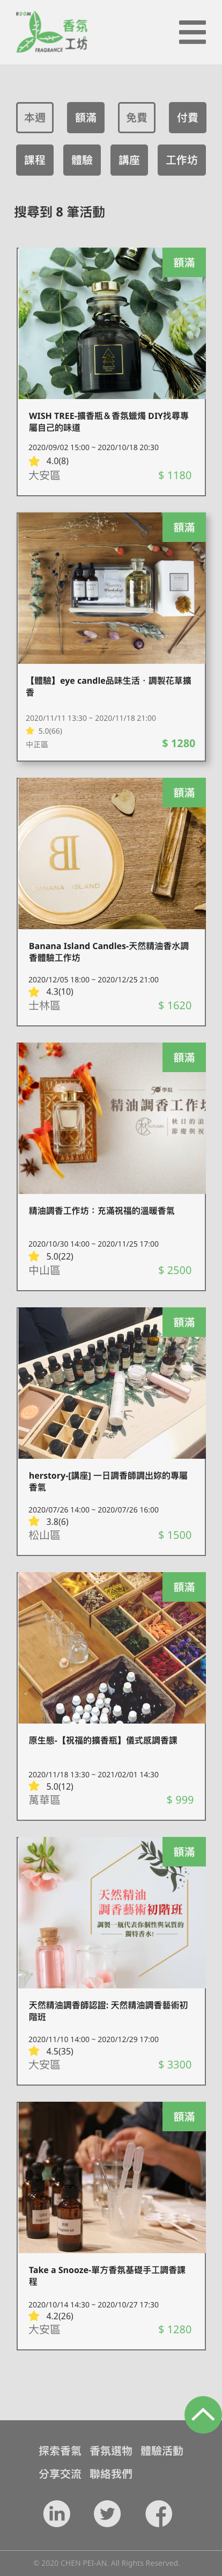 ROOM
香氛
FRAGRANCE 工坊
本週 額滿 免費 付費
課程 體驗 講座 工作坊
搜尋到 8 筆活動
額滿
WISH TREE-擴香瓶＆香氛蠟燭 DIY找尋專
屬自己的味道
2020/09/02 15:00 ~ 2020/10/18 20:30
4.0(8)
大安區 $ 1180
額滿
【體驗】eye candle品味生活．調製花草擴
香
2020/11/11 13:30 ~ 2020/11/18 21:00
5.0(66)
中正區 $ 1280
額滿
BI
BANANA ISLAND
Banana Island Candles-天然精油香水調
香體驗工作坊
2020/12/05 18:00 ~ 2020/12/25 21:00
4.3(10)
士林區 $ 1620
額滿
精油調香工作坊
精油調香工作坊：充滿祝福的溫暖香氣
2020/10/30 14:00 ~ 2020/11/25 17:00
5.0(22)
中山區 $ 2500
額滿
herstory-[講座] 一日調香師調出妳的專屬
香氣
2020/07/26 14:00 ~ 2020/07/26 16:00
3.8(6)
松山區 $ 1500
額滿
原生態-【祝福的擴香瓶】儀式感調香課
2020/11/18 13:30 ~ 2021/02/01 14:30
5.0(12)
萬華區 $ 999
額滿
天然精油
調香藝術初階班
調製一瓶代表你個性與氣質的
獨特香水!
天然精油調香師認證: 天然精油調香藝術初
階班
2020/11/10 14:00 ~ 2020/12/29 17:00
4.5(35)
大安區 $ 3300
額滿
Take a Snooze-單方香氛基礎手工調香課
程
2020/10/14 14:30 ~ 2020/10/27 17:30
4.2(26)
大安區 $ 1280
探索香氣 香氛選物 體驗活動
分享交流 聯絡我們
© 2020 CHEN PEI-AN. All Rights Reserved.